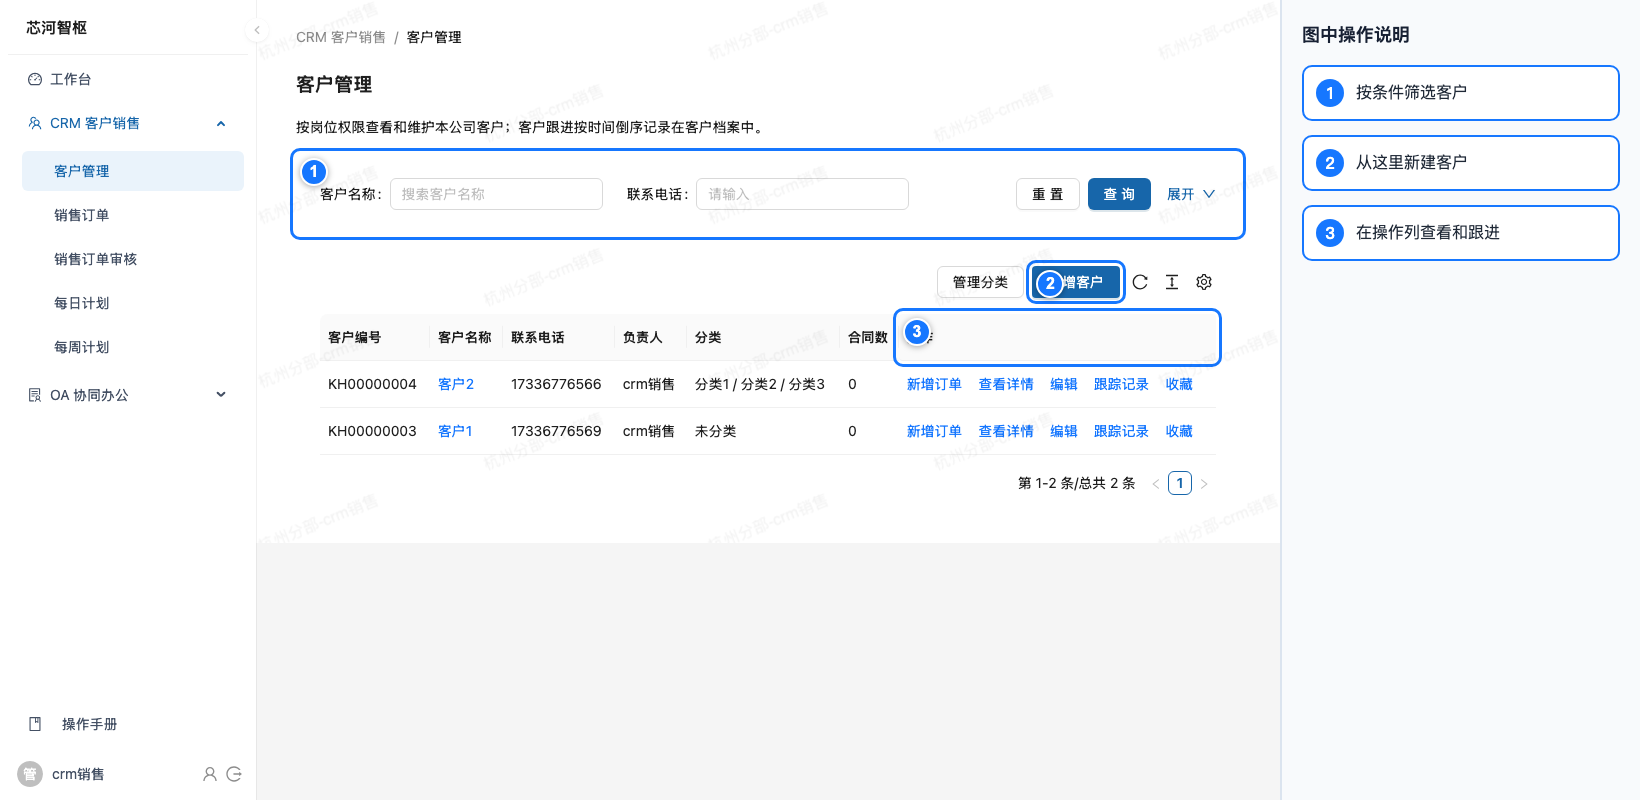 芯河智枢
工作台
CRM 客户销售
客户管理
销售订单
销售订单审核
每日计划
每周计划
OA 协同办公
操作手册
管 crm销售
CRM 客户销售 / 客户管理
客户管理
按岗位权限查看和维护本公司客户；客户跟进按时间倒序记录在客户档案中。
1
客户名称： 搜索客户名称 联系电话： 请输入 重 置 查 询 展开
管理分类 2 增客户
客户编号 客户名称 联系电话 负责人 分类 合同数 3
KH00000004 客户2 17336776566 crm销售 分类1 / 分类2 / 分类3 0 新增订单 查看详情 编辑 跟踪记录 收藏
KH00000003 客户1 17336776569 crm销售 未分类 0 新增订单 查看详情 编辑 跟踪记录 收藏
第 1-2 条/总共 2 条 1
杭州分部-crm销售
图中操作说明
1 按条件筛选客户
2 从这里新建客户
3 在操作列查看和跟进